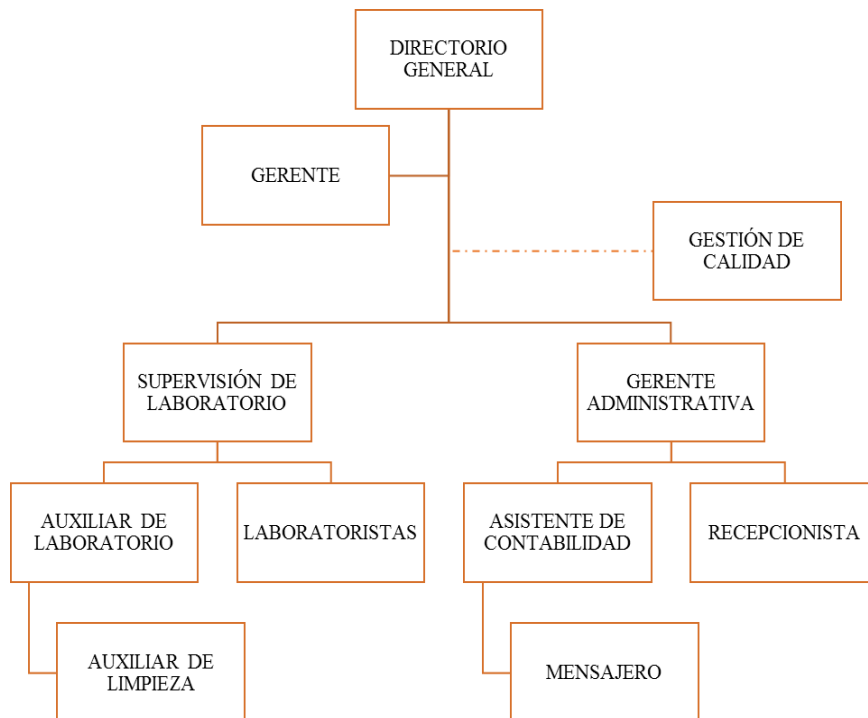 DIRECTORIO
GENERAL
GERENTE
GESTIÓN DE
CALIDAD
SUPERVISIÓN DE
LABORATORIO
GERENTE
ADMINISTRATIVA
AUXILIAR DE
LABORATORIO
LABORATORISTAS
ASISTENTE DE
CONTABILIDAD
RECEPCIONISTA
AUXILIAR DE
LIMPIEZA
MENSAJERO